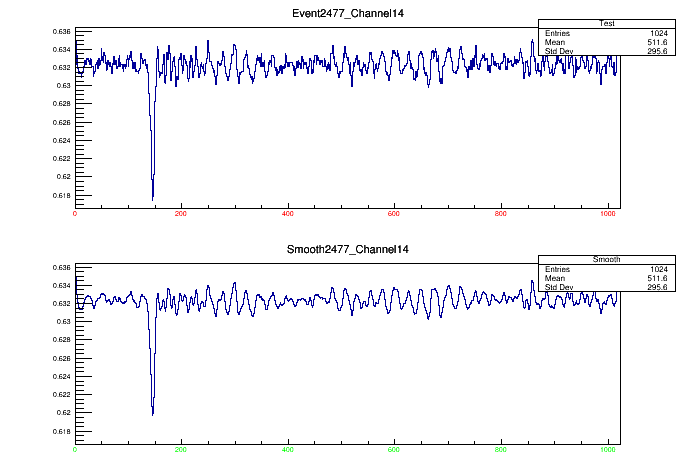 Event2477_Channel14
Test
Entries 1024
Mean 511.6
Std Dev 295.6
0.636
0.634
0.632
0.63
0.628
0.626
0.624
0.622
0.62
0.618
0 200 400 600 800 1000
Smooth2477_Channel14
Smooth
Entries 1024
Mean 511.6
Std Dev 295.6
0.636
0.634
0.632
0.63
0.628
0.626
0.624
0.622
0.62
0.618
0 200 400 600 800 1000